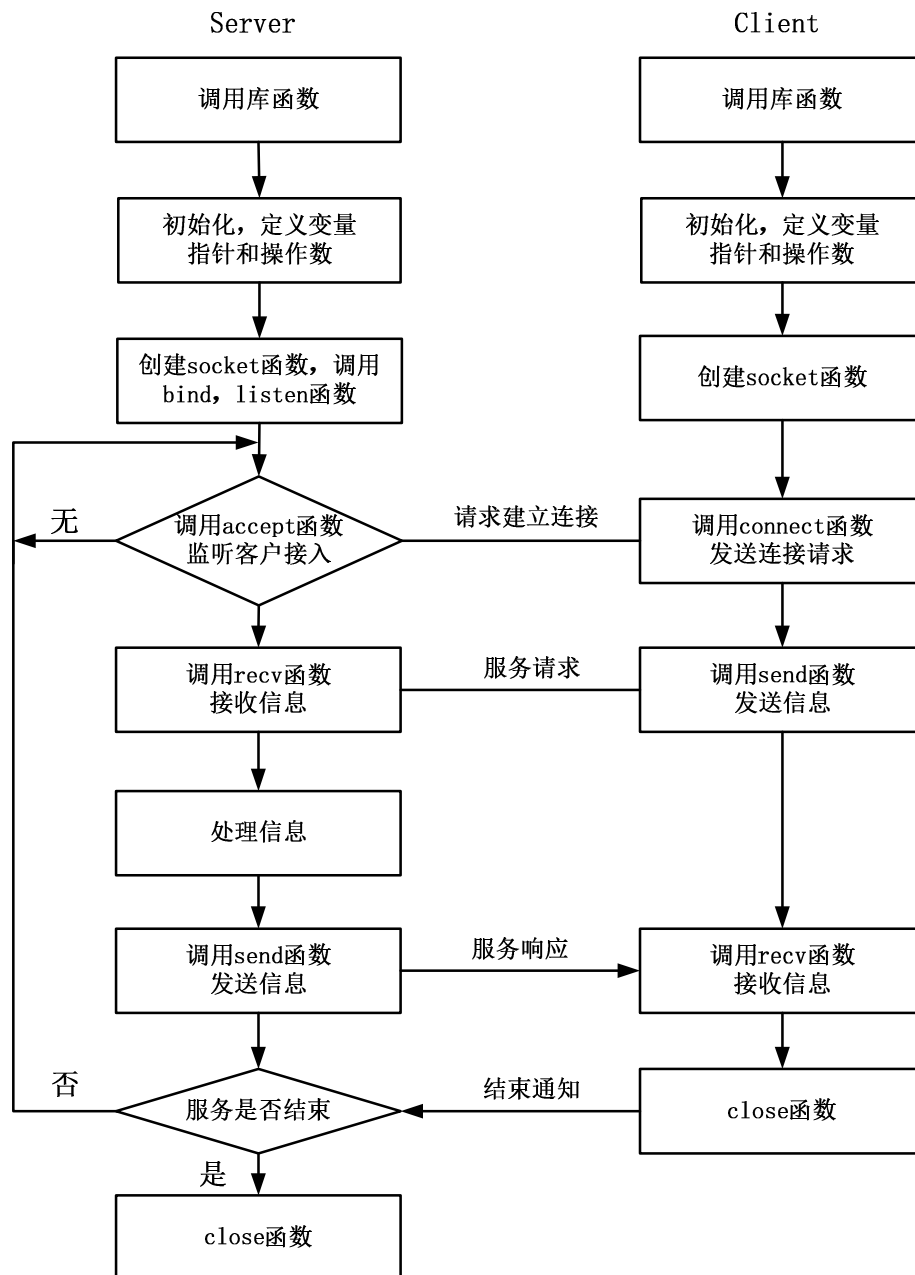 Server
Client
调用库函数
调用库函数
初始化，定义变量
指针和操作数
初始化，定义变量
指针和操作数
创建socket函数，调用
bind，listen函数
创建socket函数
无
调用accept函数
监听客户接入
请求建立连接
调用connect函数
发送连接请求
调用recv函数
接收信息
服务请求
调用send函数
发送信息
处理信息
调用send函数
发送信息
服务响应
调用recv函数
接收信息
否
服务是否结束
结束通知
close函数
是
close函数